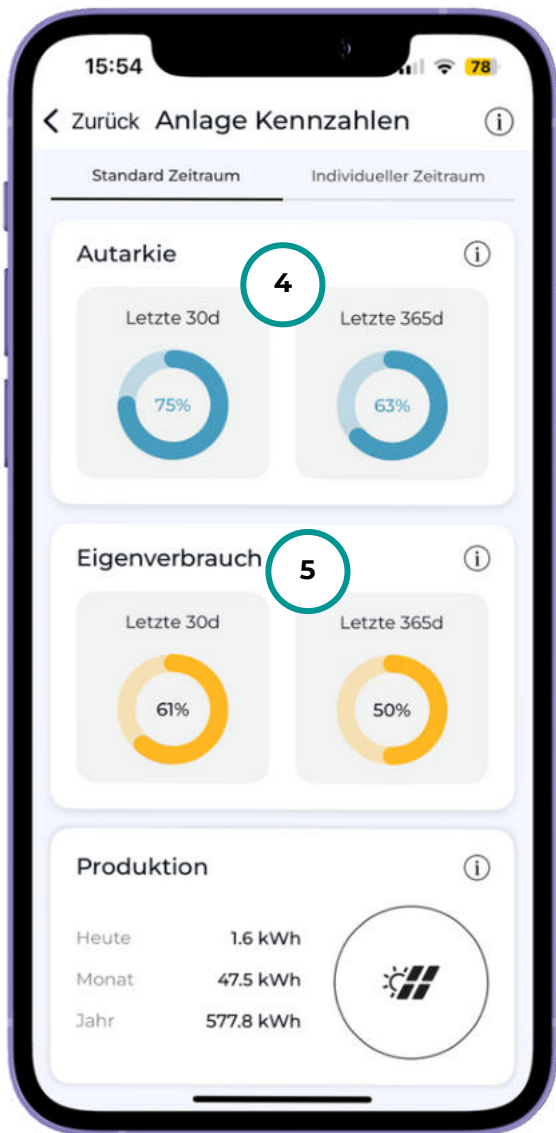 15:54
78
Zurück Anlage Kennzahlen
Standard Zeitraum Individueller Zeitraum
Autarkie
4
Letzte 30d Letzte 365d
75% 63%
Eigenverbrauch
5
Letzte 30d Letzte 365d
61% 50%
Produktion
Heute 1.6 kWh
Monat 47.5 kWh
Jahr 577.8 kWh